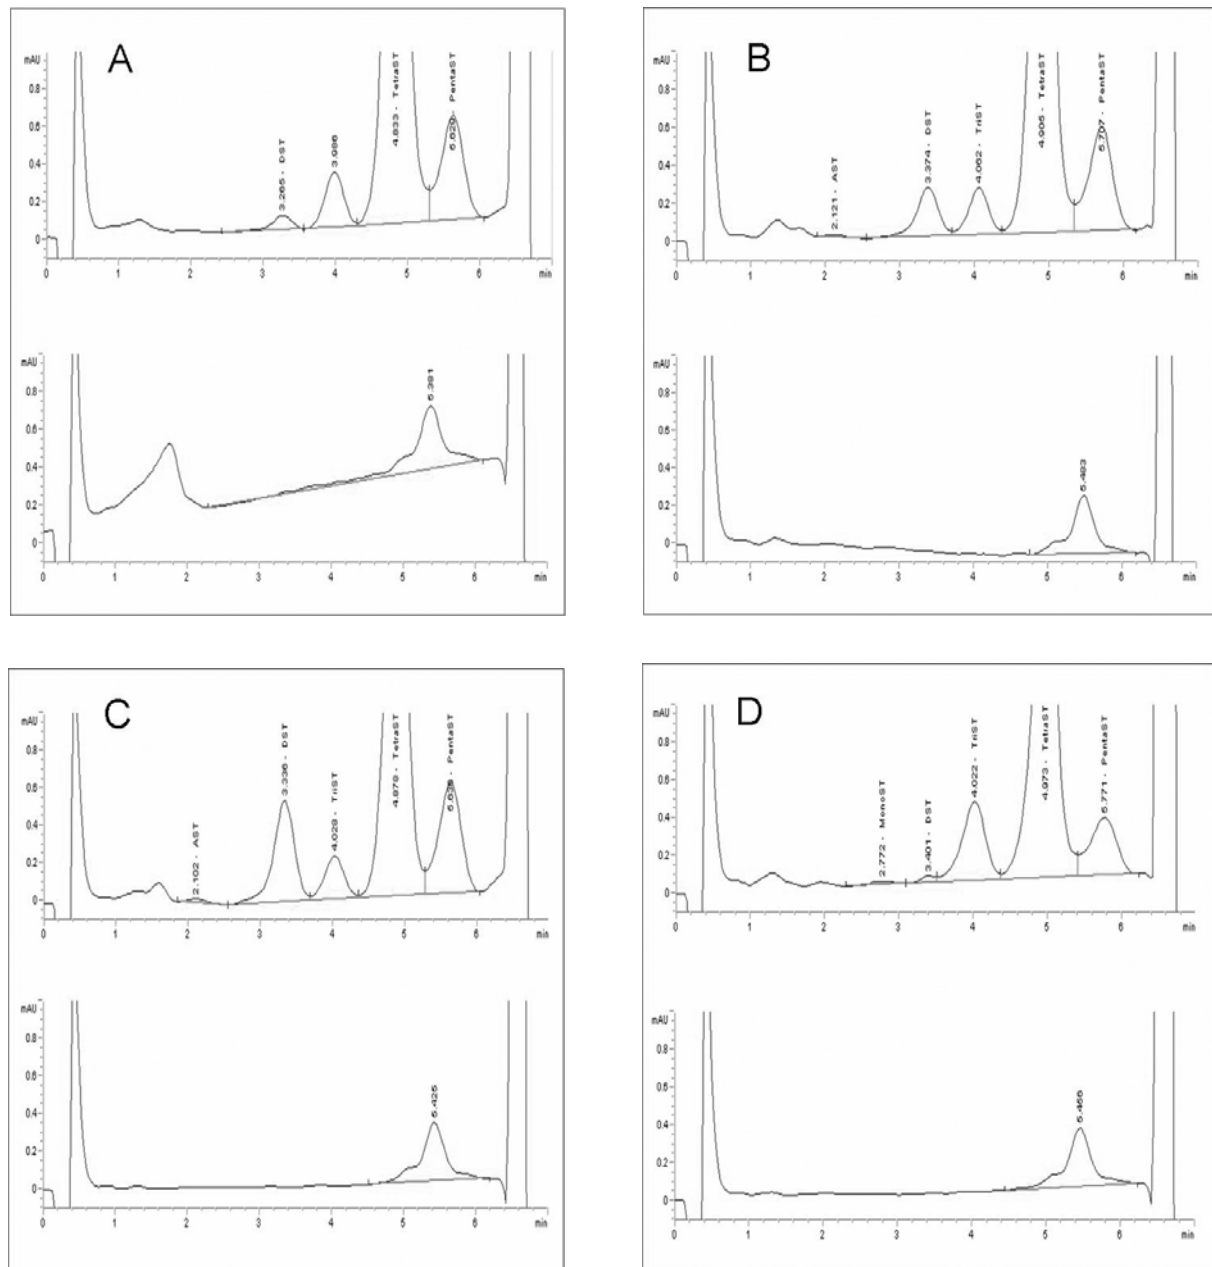 A
mAU
0.8
0.6
0.4
0.2
0
3.265 - DST
3.986
4.833 - TetraST
5.629 - PentaST
1 2 3 4 5 6 min
mAU
0.8
0.6
0.4
0.2
0
5.391
0 1 2 3 4 5 6 min
B
mAU
0.8
0.6
0.4
0.2
0
2.121 - AST
3.374 - DST
4.062 - TriST
4.905 - TetraST
5.707 - PentaST
0 1 2 3 4 5 6 min
mAU
0.8
0.6
0.4
0.2
0
5.493
0 1 2 3 4 5 6 min
C
mAU
0.8
0.6
0.4
0.2
0
2.102 - AST
3.336 - DST
4.029 - TriST
4.878 - TetraST
- PentaST
0 1 2 3 4 5 6 min
mAU
0.8
0.6
0.4
0.2
0
5.425
0 1 2 3 4 5 6 min
D
mAU
0.8
0.6
0.4
0.2
0
2.772 - MonoST
3.401 - DST
4.022 - TriST
4.973 - TetraST
5.771 - PentaST
0 1 2 3 4 5 6 min
mAU
0.8
0.6
0.4
0.2
0
5.456
0 1 2 3 4 5 6 min